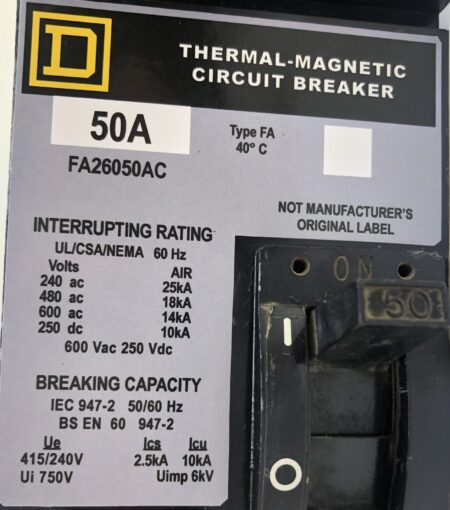 D
THERMAL-MAGNETIC
CIRCUIT BREAKER
50A
FA26050AC
Type FA
40° C
NOT MANUFACTURER'S
ORIGINAL LABEL
INTERRUPTING RATING
UL/CSA/NEMA 60 Hz
Volts AIR
240 ac 25kA
480 ac 18kA
600 ac 14kA
250 dc 10kA
600 Vac 250 Vdc
BREAKING CAPACITY
IEC 947-2 50/60 Hz
BS EN 60 947-2
Ue Ics Icu
415/240V 2.5kA 10kA
Ui 750V Uimp 6kV
ON
50
I
O